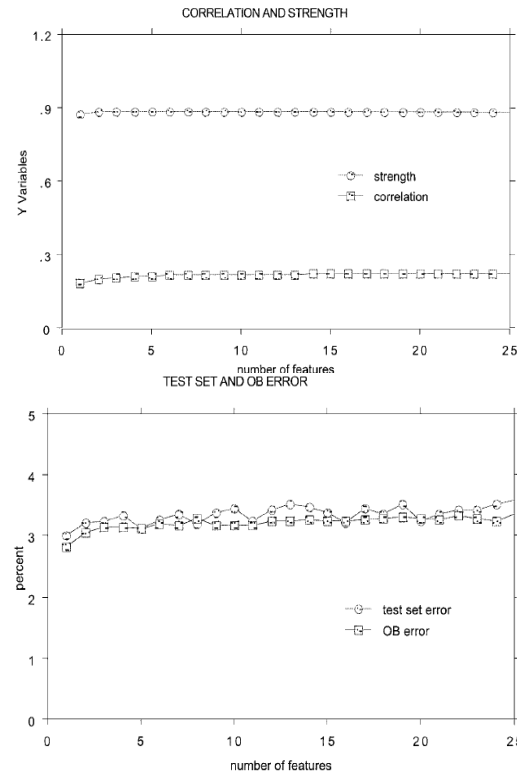 CORRELATION AND STRENGTH
1.2
.9
.6
.3
0
Y Variables
strength
correlation
0 5 10 15 20 25
number of features
TEST SET AND OB ERROR
5
4
3
2
1
0
percent
test set error
OB error
0 5 10 15 20 2
number of features